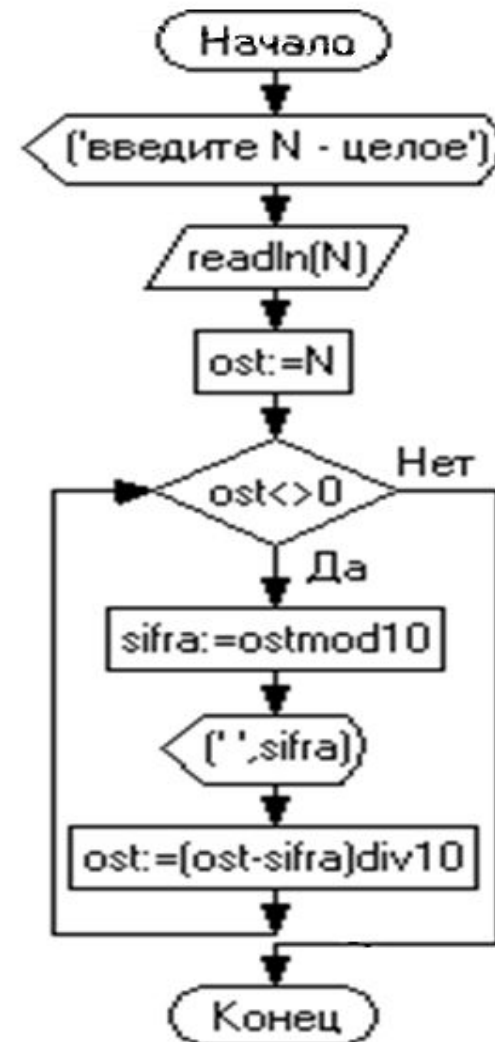 Начало
('введите N - целое')
readln(N)
ost:=N
ost<>0
Нет
Да
sifra:=ostmod10
(' ',sifra)
ost:=(ost-sifra)div10
Конец